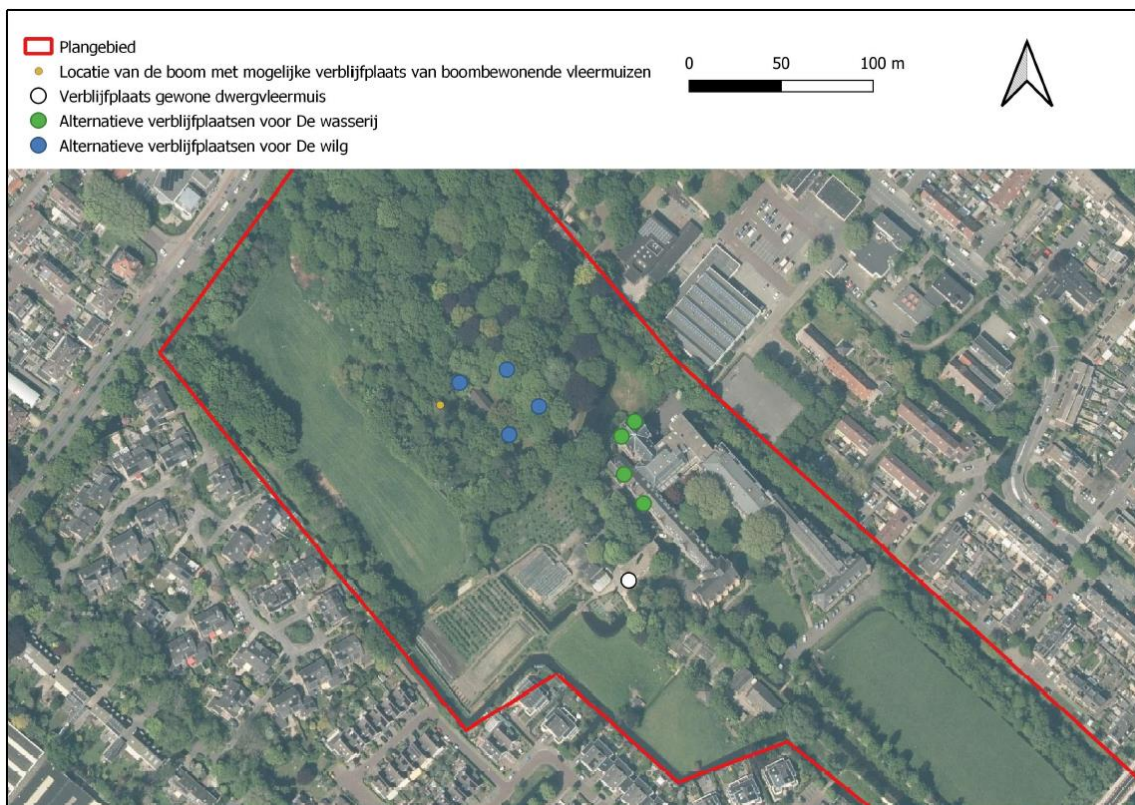 Plangebied
Locatie van de boom met mogelijke verblijfplaats van boombewonende vleermuizen
Verblijfplaats gewone dwergvleermuis
Alternatieve verblijfplaatsen voor De wasserij
Alternatieve verblijfplaatsen voor De wilg
0 50 100 m